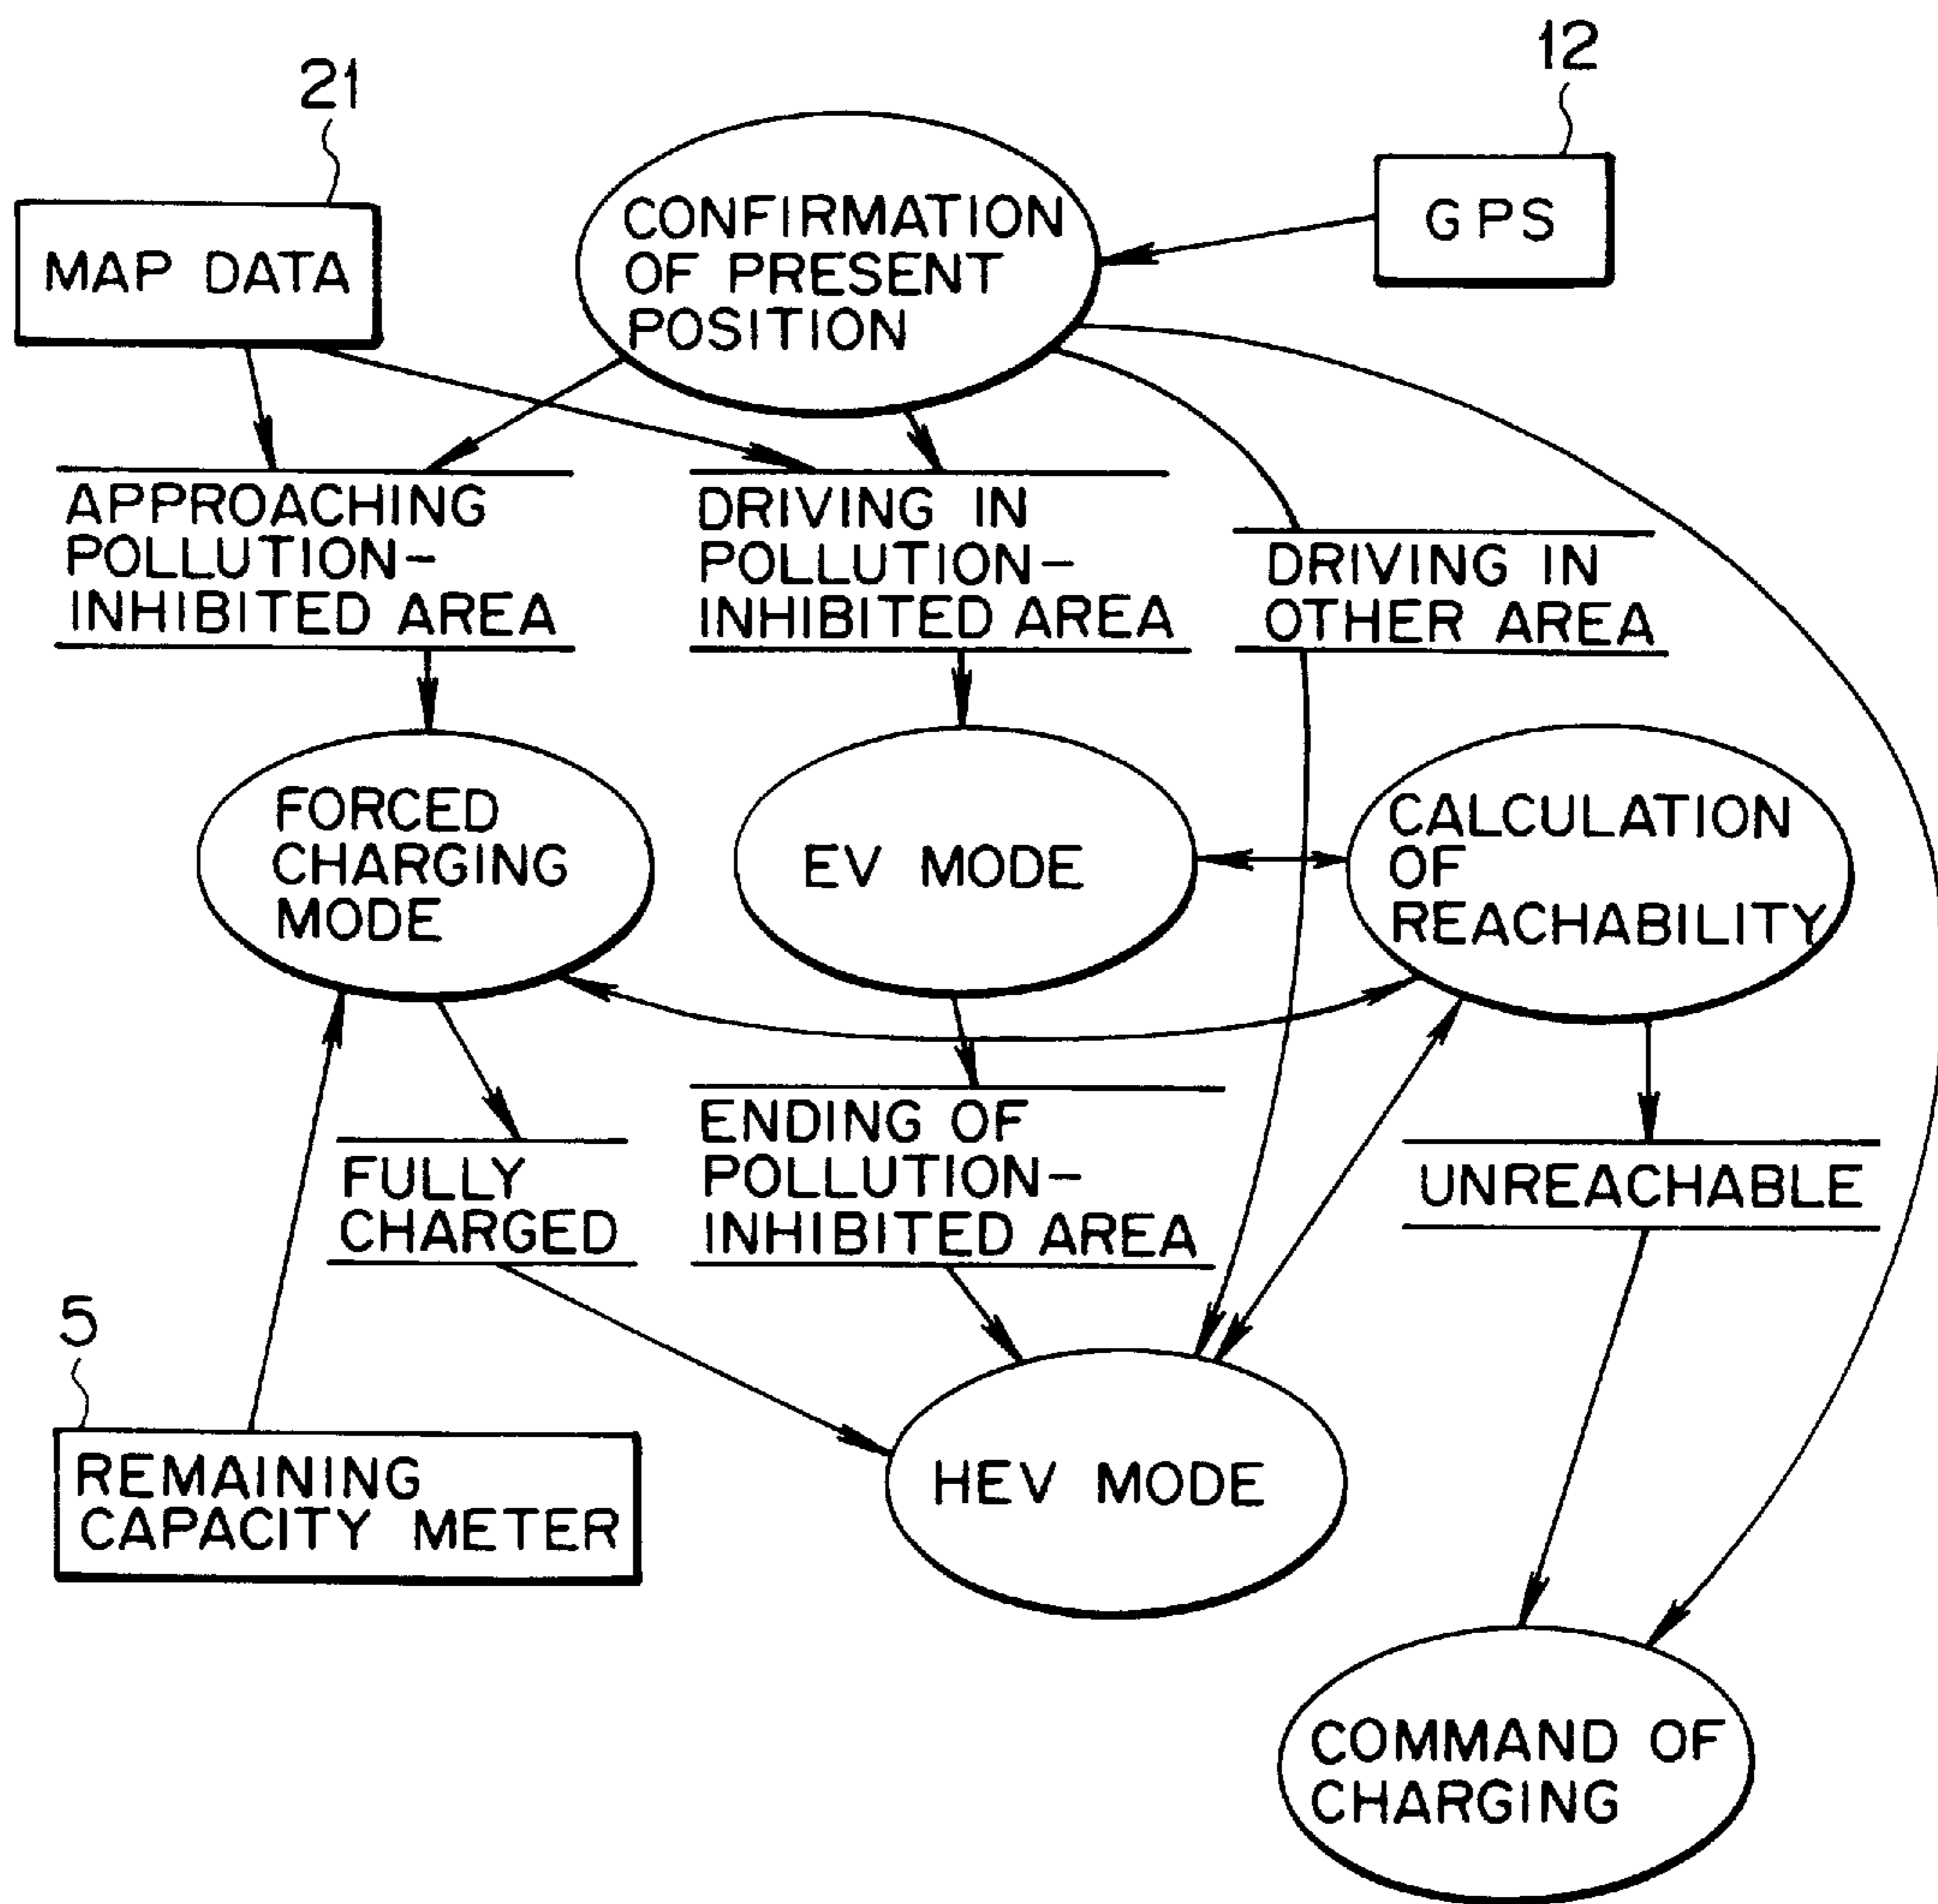 21
12
MAP DATA
CONFIRMATION
OF PRESENT
POSITION
GPS
APPROACHING
POLLUTION-
INHIBITED AREA
DRIVING IN
POLLUTION-
INHIBITED AREA
DRIVING IN
OTHER AREA
FORCED
CHARGING
MODE
EV MODE
CALCULATION
OF
REACHABILITY
FULLY
CHARGED
ENDING OF
POLLUTION-
INHIBITED AREA
UNREACHABLE
5
REMAINING
CAPACITY METER
HEV MODE
COMMAND OF
CHARGING